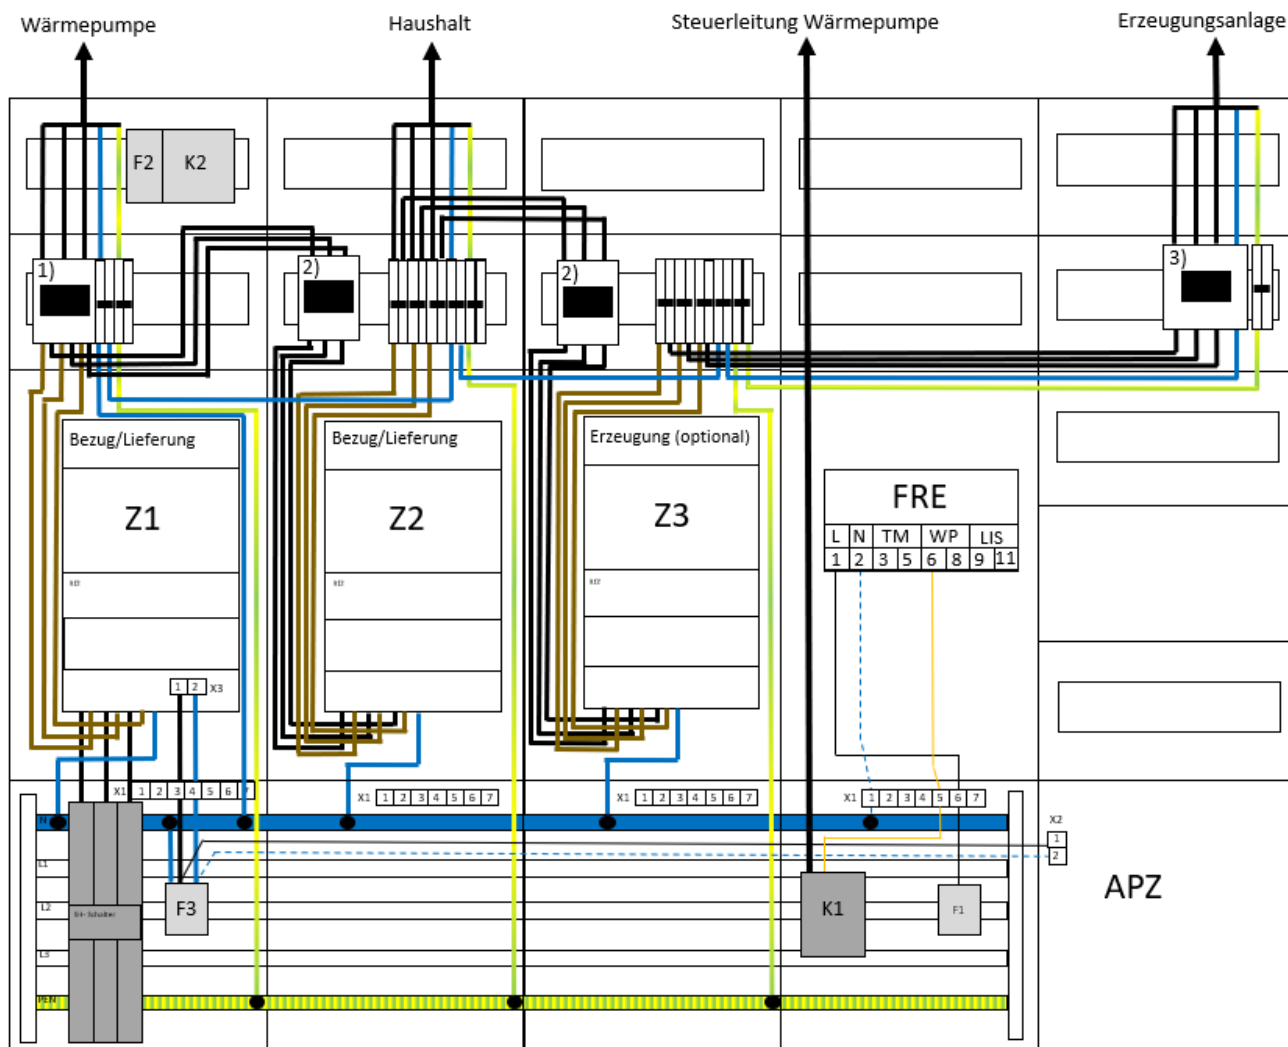 Wärmepumpe
Haushalt
Steuerleitung Wärmepumpe
Erzeugungsanlage
F2
K2
1)
2)
2)
3)
Bezug/Lieferung
Bezug/Lieferung
Erzeugung (optional)
Z1
Z2
Z3
FRE
L N TM WP LIS
1 2 3 5 6 8 9 11
1 2 X3
X1 1 2 3 4 5 6 7
X1 1 2 3 4 5 6 7
X1 1 2 3 4 5 6 7
X1 1 2 3 4 5 6 7
X2
1
2
N
L1
L2
L3
PEN
SH- Schalter
F3
K1
F1
APZ